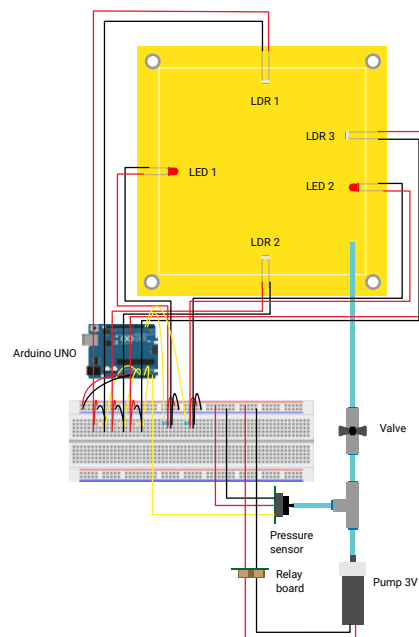 LDR 1
LDR 3
LED 1
LED 2
LDR 2
Arduino UNO
Valve
Pressure
sensor
Relay
board
Pump 3V